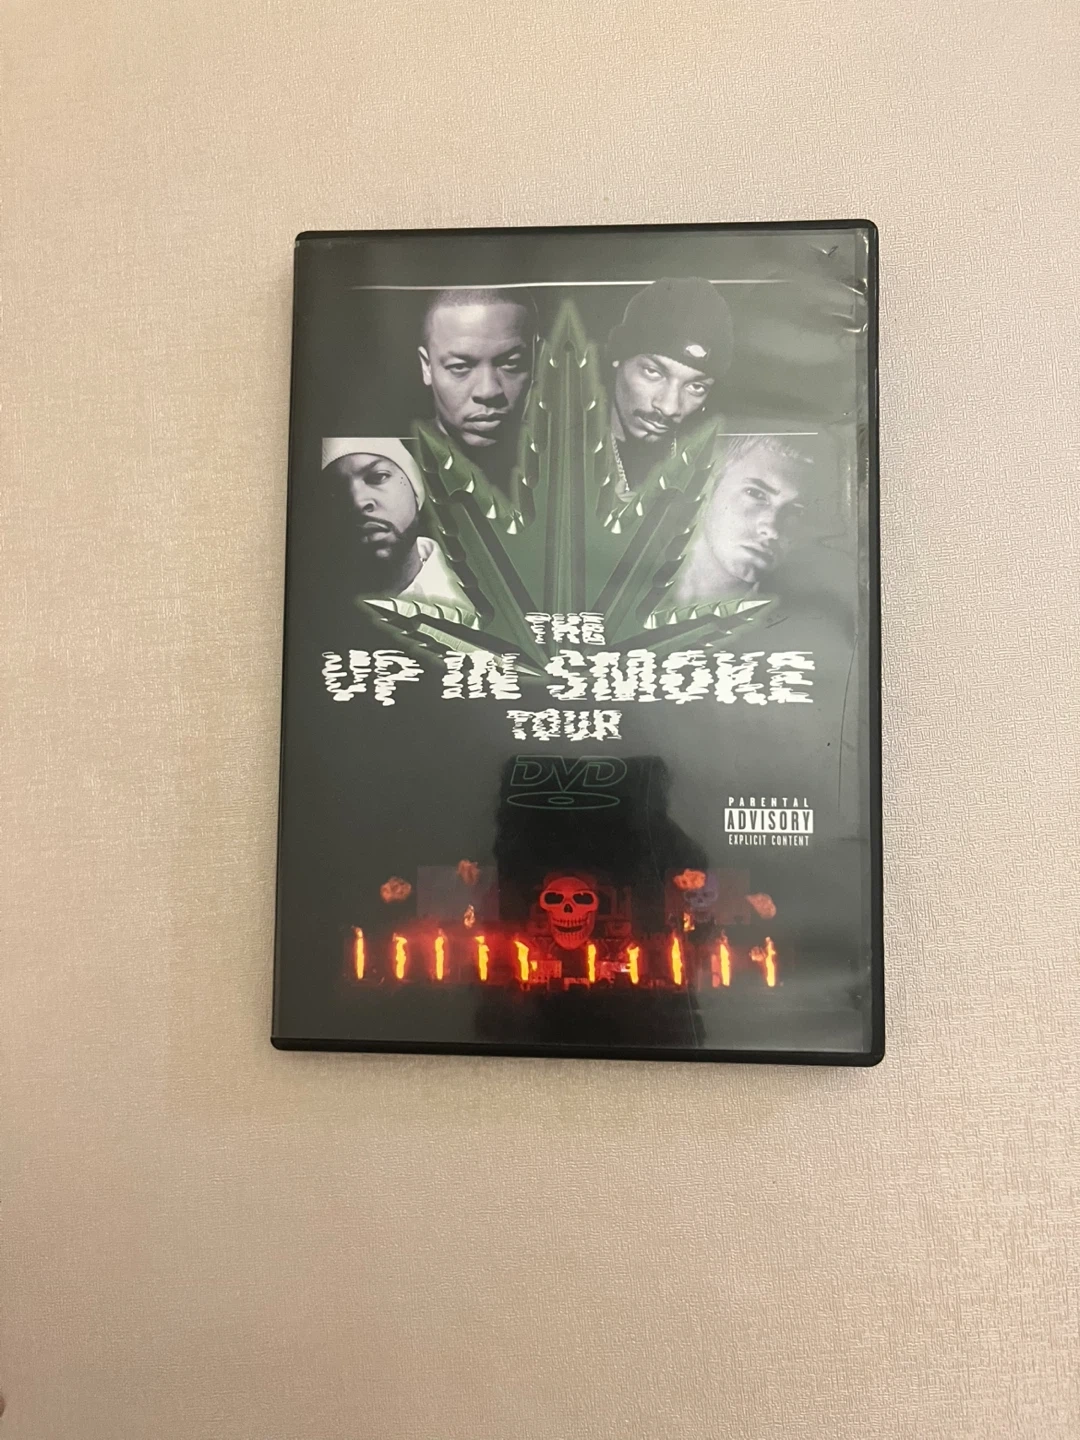 THE
UP IN SMOKE
TOUR
DVD
PARENTAL
ADVISORY
EXPLICIT CONTENT